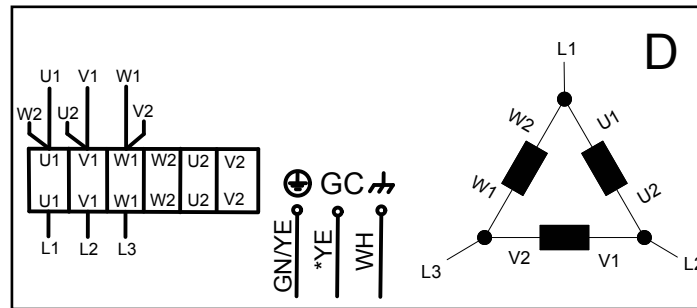 D
U1 V1 W1
W2 U2 V2
U1 V1 W1 W2 U2 V2
U1 V1 W1 W2 U2 V2
L1 L2 L3
GC
GN/YE
*YE
WH
L1
W2 U1
W1 U2
L3 V2 V1 L2